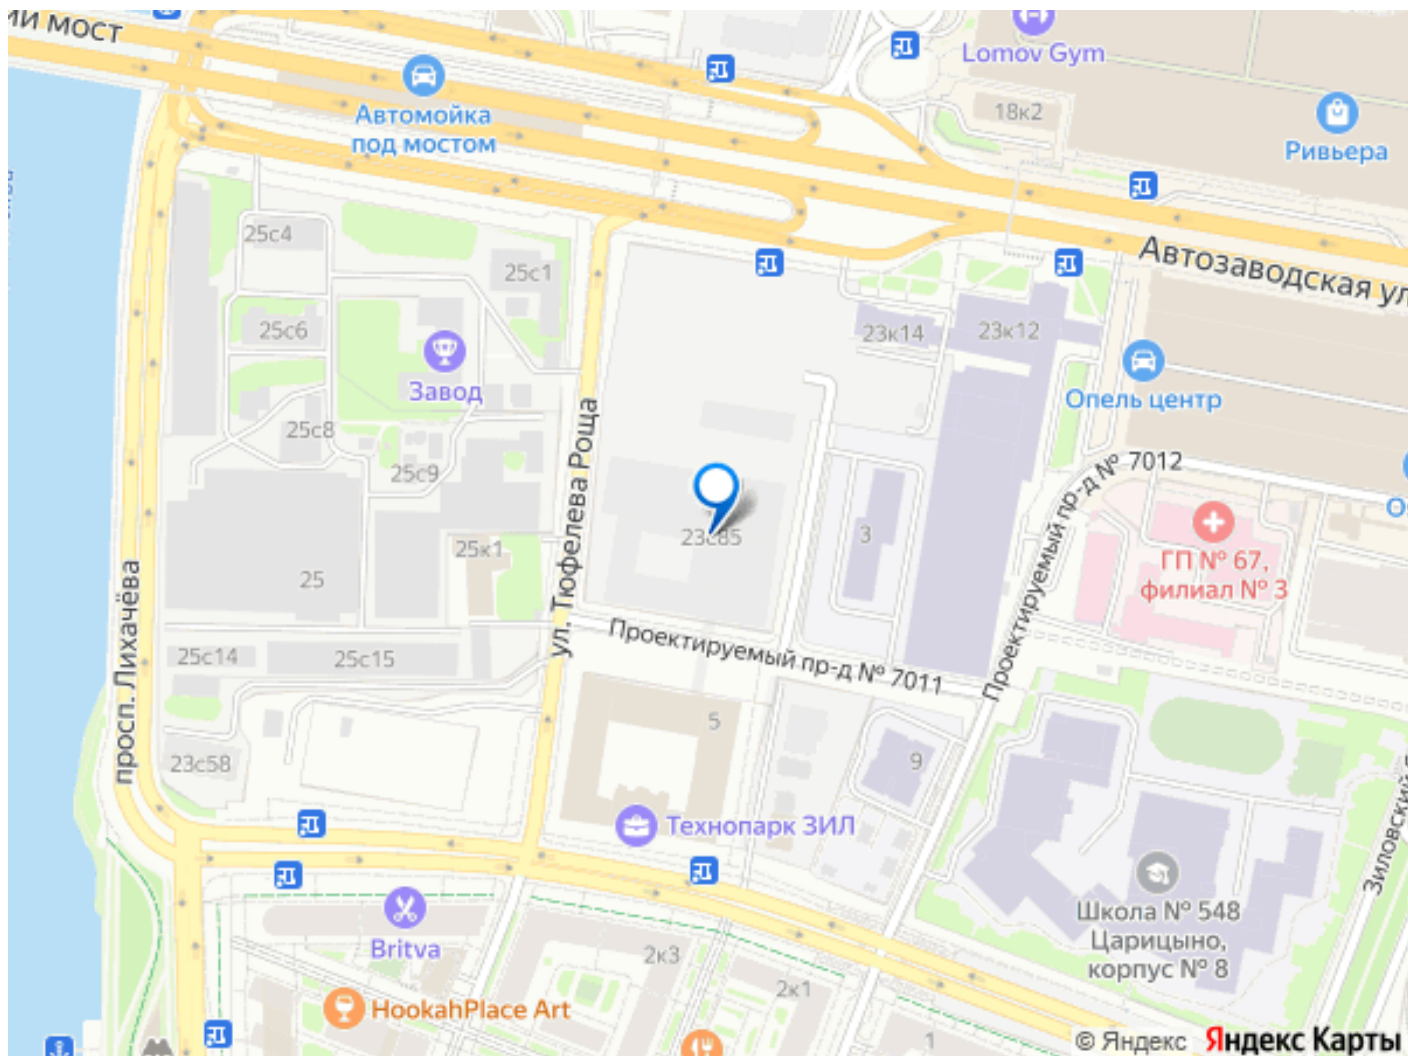 ий мост
Lomov Gym
18к2
Автомойка
под мостом
Ривьера
25с4
25с1
Автозаводская ул
25с6
23к14
23к12
Завод
Опель центр
25с8
25с9
ул. Тюфелева Роща
Проектируемый пр-д № 7012
23с85
3
25к1
ГП № 67,
филиал № 3
25
просп. Лихачёва
Проектируемый пр-д № 7011
25с14
25с15
5
23с58
9
Технопарк ЗИЛ
Зиловский
Школа № 548
Царицыно,
корпус № 8
Britva
2к3
2к1
HookahPlace Art
1
© Яндекс Яндекс Карты